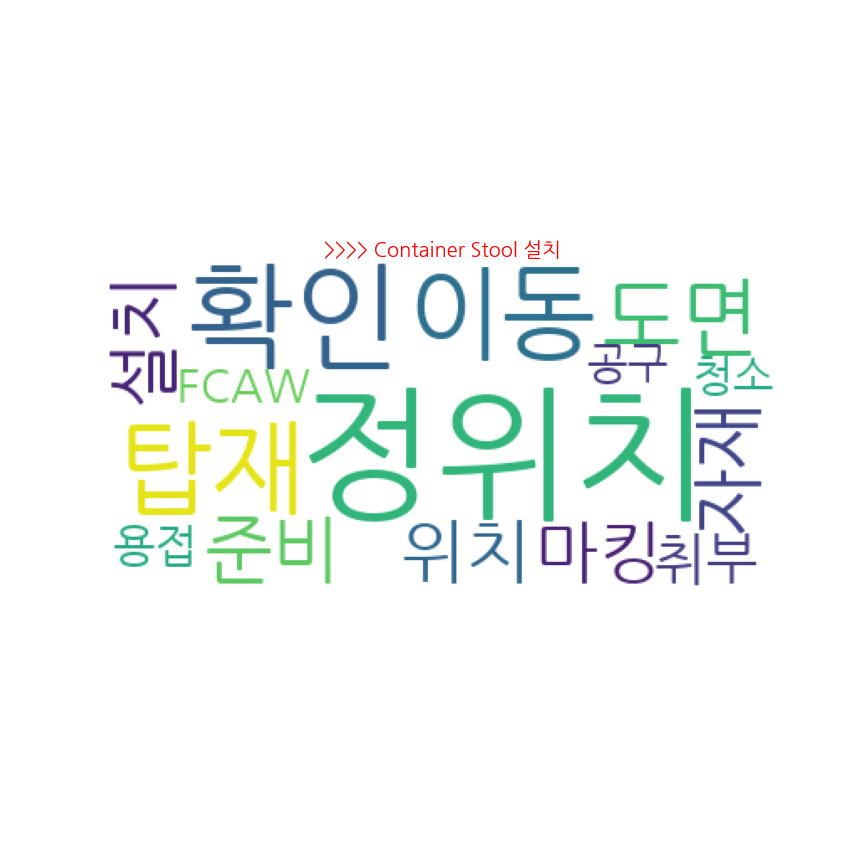 >>>> Container Stool 설치
설치
확인
이동
도면
공구
청소
FCAW
탑재
정위치
자재
용접
준비
위치
마킹
취부